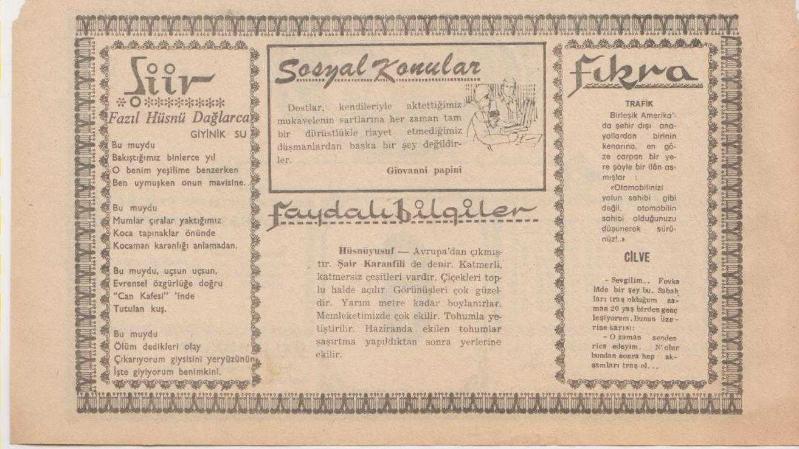 Şiir
Fazıl Hüsnü Dağlarca
GİYİNİK SU
Bu muydu
Bakıştığımız binlerce yıl
O benim yeşilime benzerken
Ben uymuşken onun mavisine.
Bu muydu
Mumlar çıralar yaktığımız
Koca tapınaklar önünde
Kocaman karanlığı anlamadan.
Bu muydu, uçsun uçsun,
Evrensel özgürlüğe doğru
"Can Kafesi" 'inde
Tutulan kuş.
Bu muydu
Ölüm dedikleri olay
Çıkarıyorum giysisini yeryüzünün
İşte giyiyorum benimkini.
Sosyal Konular
Dostlar, kendileriyle aktettiğimiz
mukavelenin şartlarına her zaman tam
bir dürüstlükle riayet etmediğimiz
düşmanlardan başka bir şey değildir-
ler.
Giovanni papini
Faydalı Bilgiler
Hüsnüyusuf — Avrupa'dan çıkmış-
tır. Şair Karanfili de denir. Katmerli,
katmersiz çeşitleri vardır. Çiçekleri top-
lu halde açılır. Görünüşleri çok güzel-
dir. Yarım metre kadar boylanırlar.
Memleketimizde çok ekilir. Tohumla ye-
tiştirilir. Haziranda ekilen tohumlar
şaşırtma yapıldıktan sonra yerlerine
ekilir.
Fıkra
TRAFİK
Birleşik Amerika'-
da şehir dışı ana-
yollardan birinin
kenarına, en gö-
ze çarpan bir ye-
re şöyle bir ilân as-
mışlar :
«Otomobilinizi
yolun sahibi gibi
değil, otomobilin
sahibi olduğunuzu
düşünerek sürü-
nüz!.»
CİLVE
- Sevgilim.. Fevka
lâde bir şey bu. Sabah
ları traş olduğum za-
man 20 yaş birden genç
leşiyorum. Bunun üze-
rine karısı:
- O zaman senden
rica edeyim. N'olur
bundan sonra hep ak-
şamları traş ol...